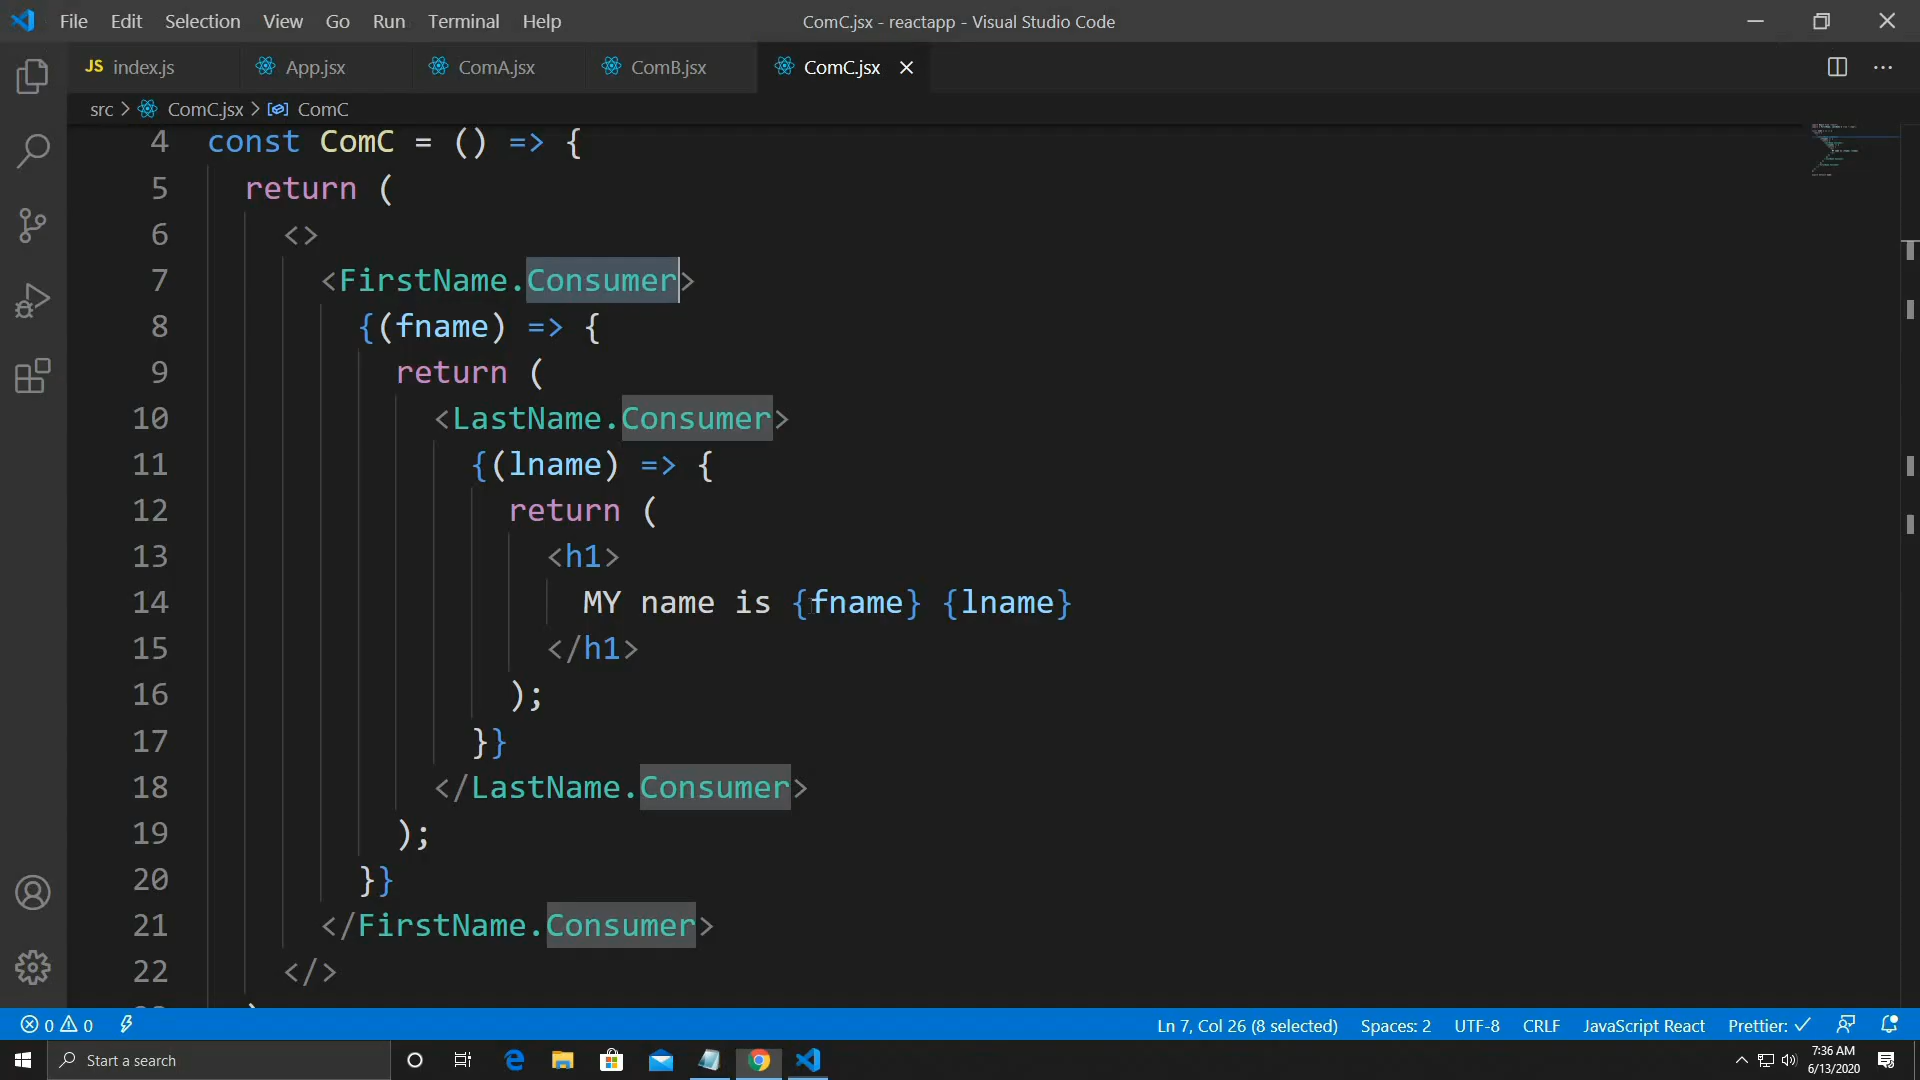 File Edit Selection View Go Run Terminal Help ComC.jsx - reactapp - Visual Studio Code
JS index.js App.jsx ComA.jsx ComB.jsx ComC.jsx
src > ComC.jsx > ComC
4 const ComC = () => {
5 return (
6 <>
7 <FirstName.Consumer>
8 {(fname) => {
9 return (
10 <LastName.Consumer>
11 {(lname) => {
12 return (
13 <h1>
14 MY name is {fname} {lname}
15 </h1>
16 );
17 }}
18 </LastName.Consumer>
19 );
20 }}
21 </FirstName.Consumer>
22 </>
0 0 Ln 7, Col 26 (8 selected) Spaces: 2 UTF-8 CRLF JavaScript React Prettier: ✓
Start a search
7:36 AM
6/13/2020